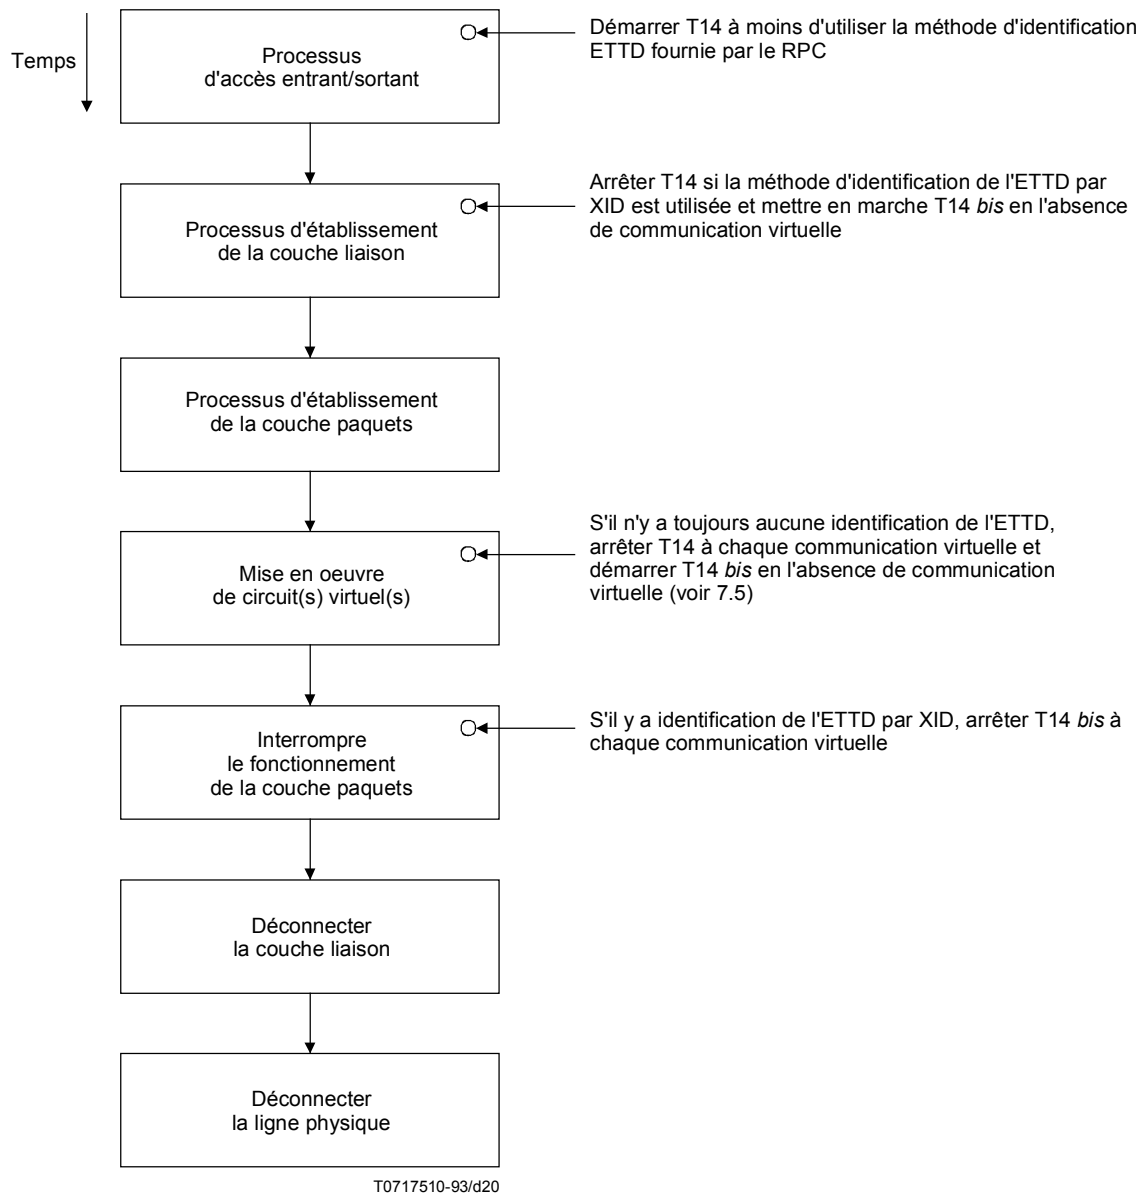 Temps
Processus
d'accès entrant/sortant
Démarrer T14 à moins d'utiliser la méthode d'identification
ETTD fournie par le RPC
Processus d'établissement
de la couche liaison
Arrêter T14 si la méthode d'identification de l'ETTD par
XID est utilisée et mettre en marche T14 bis en l'absence
de communication virtuelle
Processus d'établissement
de la couche paquets
Mise en oeuvre
de circuit(s) virtuel(s)
S'il n'y a toujours aucune identification de l'ETTD,
arrêter T14 à chaque communication virtuelle et
démarrer T14 bis en l'absence de communication
virtuelle (voir 7.5)
Interrompre
le fonctionnement
de la couche paquets
S'il y a identification de l'ETTD par XID, arrêter T14 bis à
chaque communication virtuelle
Déconnecter
la couche liaison
Déconnecter
la ligne physique
T0717510-93/d20